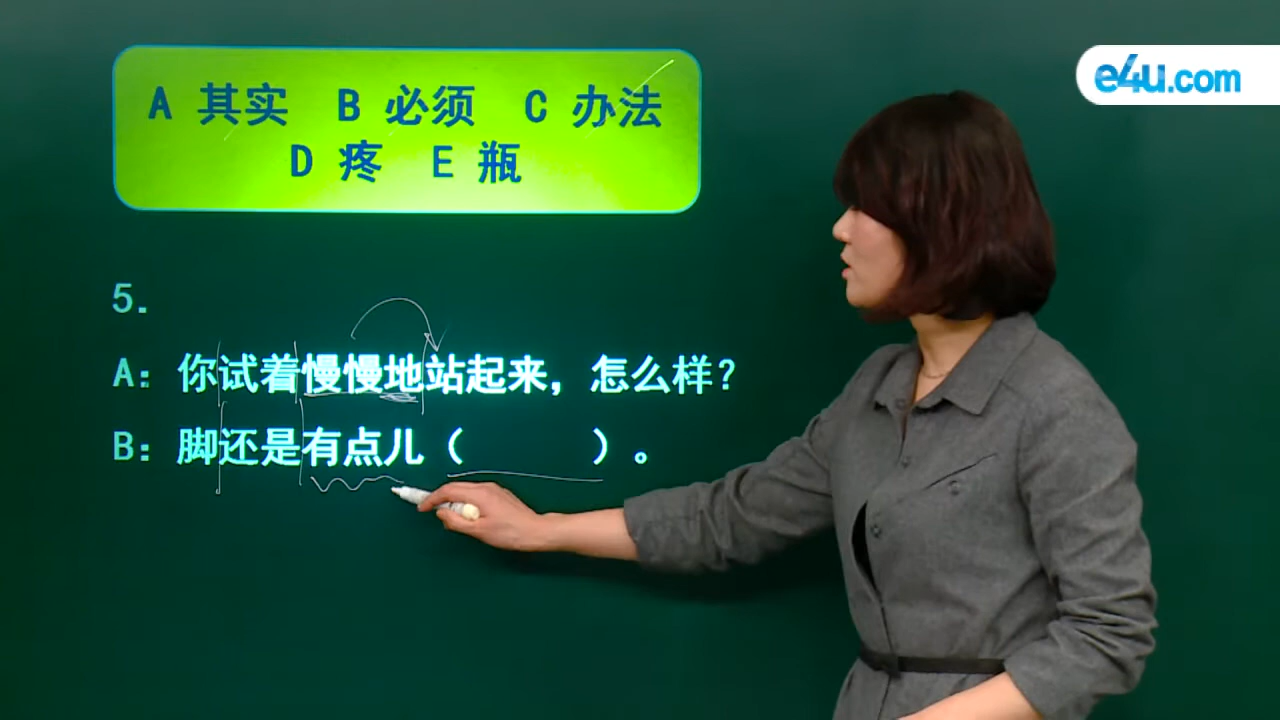 e4u.com
A 其实 B 必须 C 办法
D 疼 E 瓶
5.
A：你试着慢慢地站起来，怎么样？
B：脚还是有点儿（ ）。